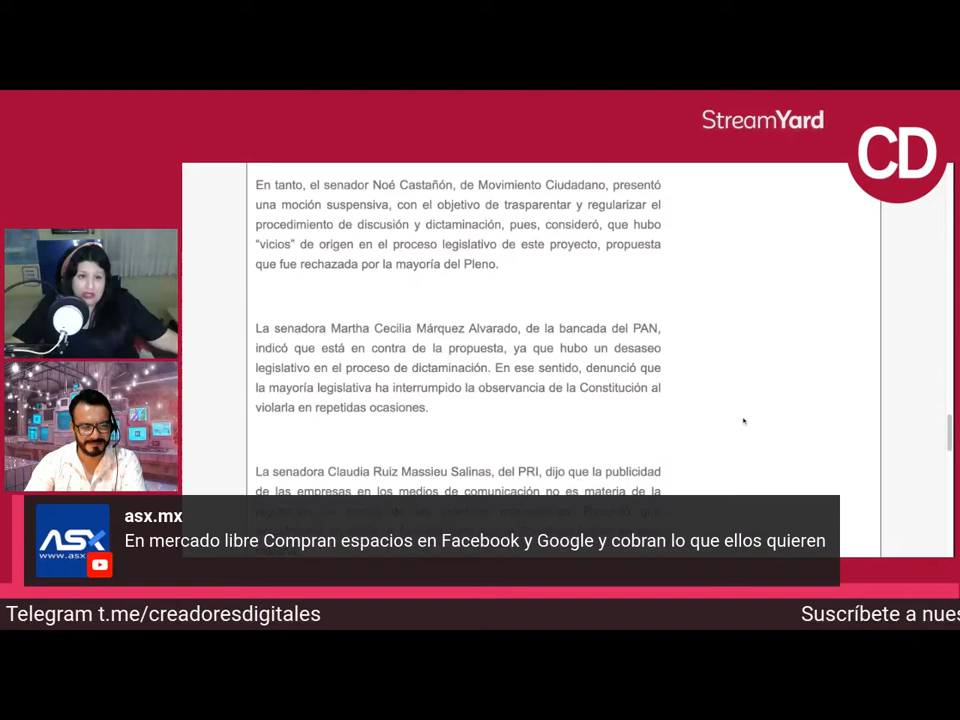 StreamYard
CD
En tanto, el senador Noé Castañón, de Movimiento Ciudadano, presentó
una moción suspensiva, con el objetivo de trasparentar y regularizar el
procedimiento de discusión y dictaminación, pues, consideró, que hubo
“vicios” de origen en el proceso legislativo de este proyecto, propuesta
que fue rechazada por la mayoría del Pleno.
La senadora Martha Cecilia Márquez Alvarado, de la bancada del PAN,
indicó que está en contra de la propuesta, ya que hubo un desaseo
legislativo en el proceso de dictaminación. En ese sentido, denunció que
la mayoría legislativa ha interrumpido la observancia de la Constitución al
violarla en repetidas ocasiones.
La senadora Claudia Ruiz Massieu Salinas, del PRI, dijo que la publicidad
de las empresas en los medios de comunicación no es materia de la
ASX
www.asx
asx.mx
En mercado libre Compran espacios en Facebook y Google y cobran lo que ellos quieren
Telegram t.me/creadoresdigitales
Suscríbete a nues